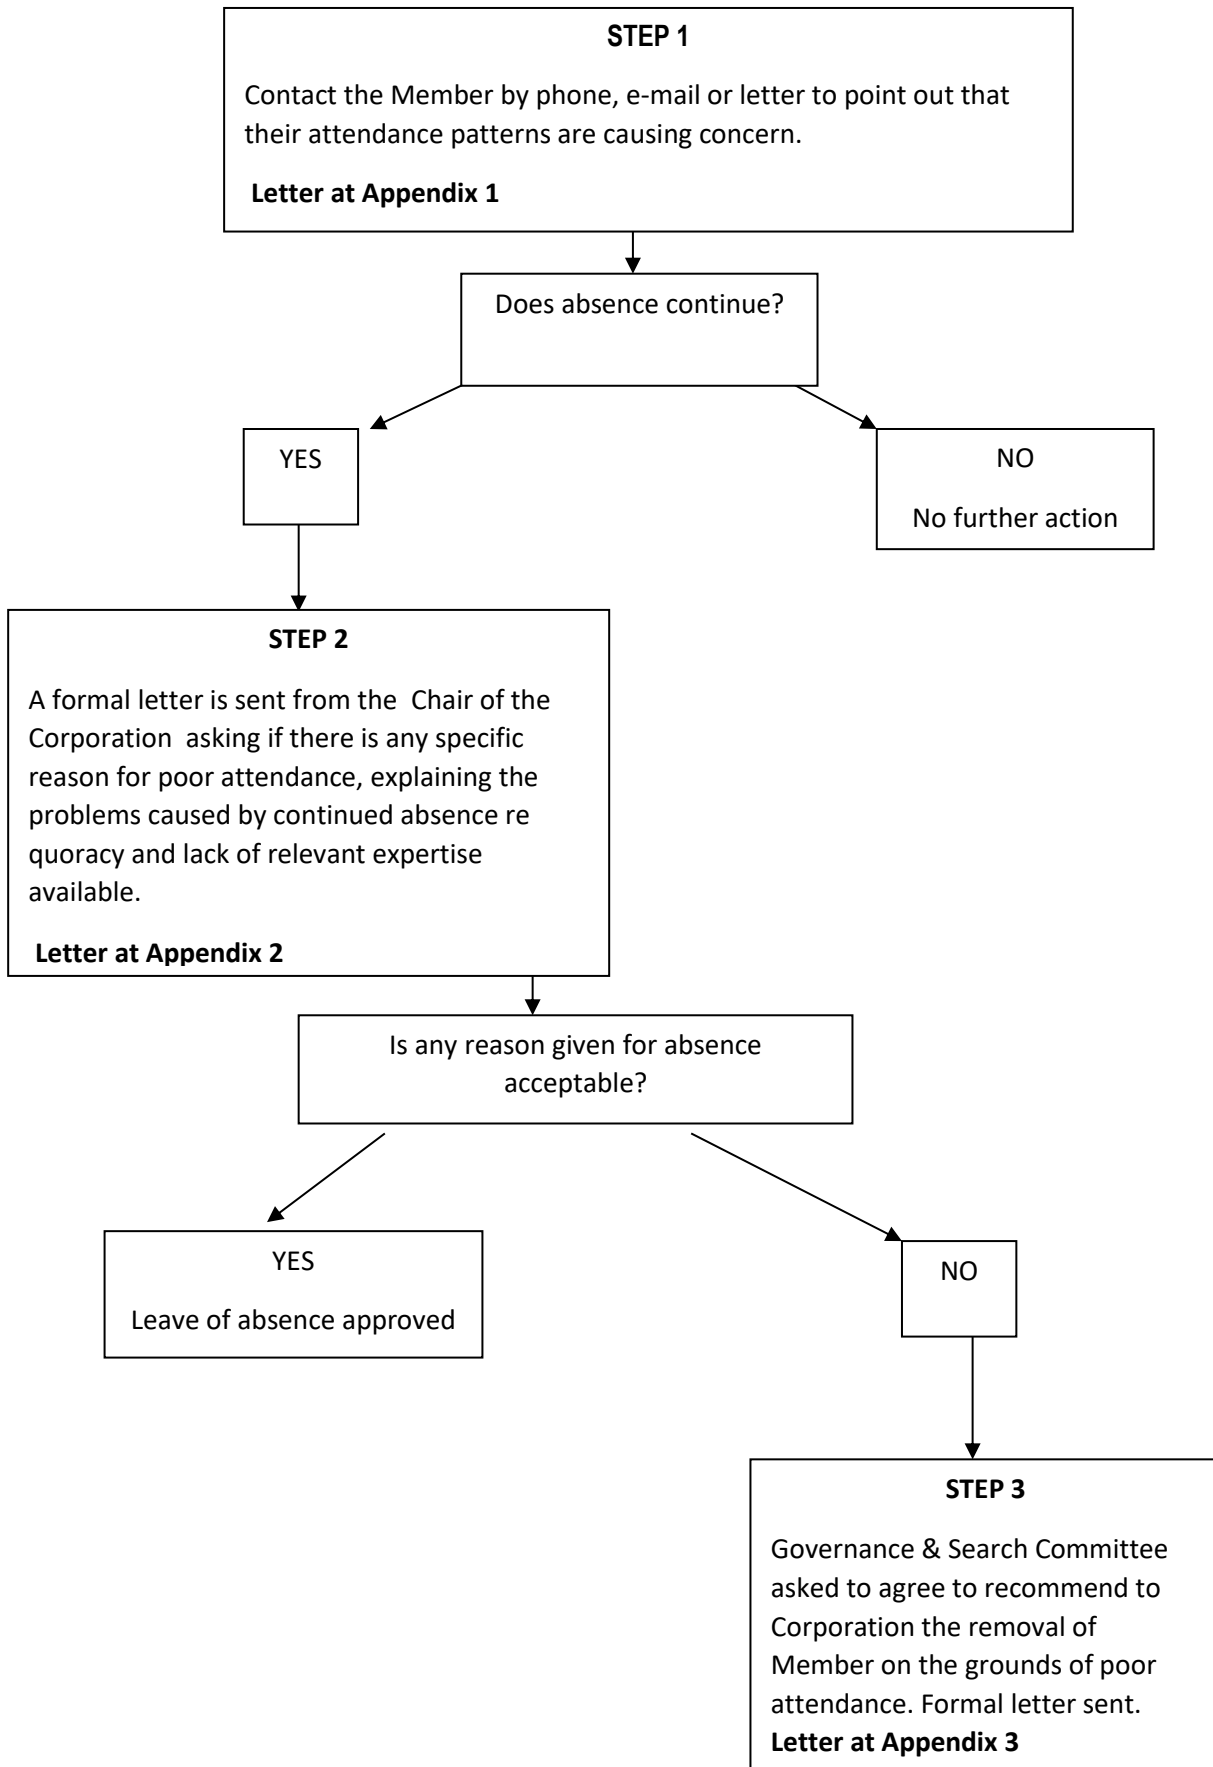 STEP 1
Contact the Member by phone, e-mail or letter to point out that
their attendance patterns are causing concern.
Letter at Appendix 1
Does absence continue?
YES
NO
No further action
STEP 2
A formal letter is sent from the  Chair of the
Corporation  asking if there is any specific
reason for poor attendance, explaining the
problems caused by continued absence re
quoracy and lack of relevant expertise
available.
Letter at Appendix 2
Is any reason given for absence
acceptable?
YES
Leave of absence approved
NO
STEP 3
Governance & Search Committee
asked to agree to recommend to
Corporation the removal of
Member on the grounds of poor
attendance. Formal letter sent.
Letter at Appendix 3